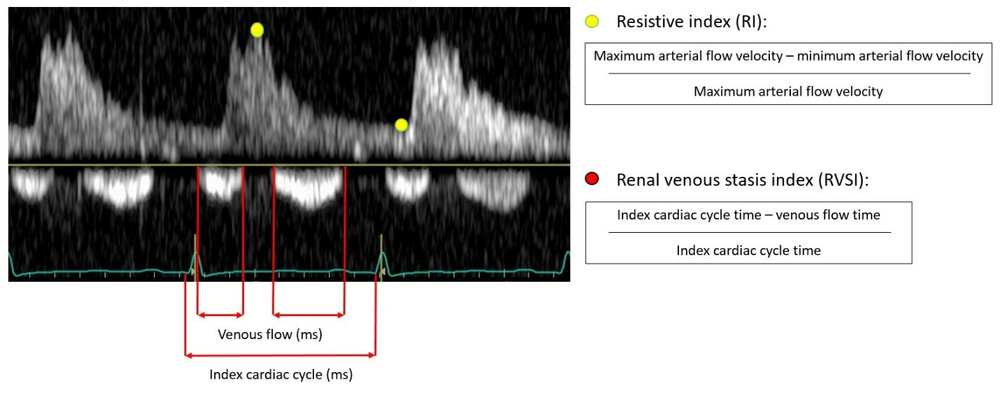 Resistive index (RI):
Maximum arterial flow velocity – minimum arterial flow velocity
Maximum arterial flow velocity
Renal venous stasis index (RVSI):
Index cardiac cycle time – venous flow time
Index cardiac cycle time
Venous flow (ms)
Index cardiac cycle (ms)